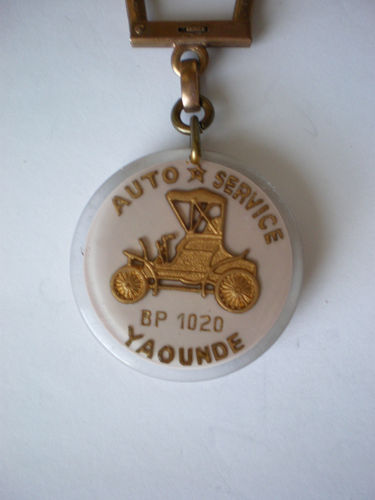 AUTO ★ SERVICE
BP 1020
YAOUNDE